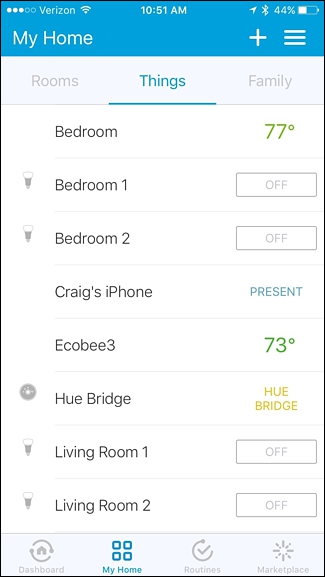 Verizon 10:51 AM 44%
My Home
Rooms Things Family
Bedroom 77°
Bedroom 1 OFF
Bedroom 2 OFF
Craig's iPhone PRESENT
Ecobee3 73°
Hue Bridge HUE
BRIDGE
Living Room 1 OFF
Living Room 2 OFF
Dashboard My Home Routines Marketplace